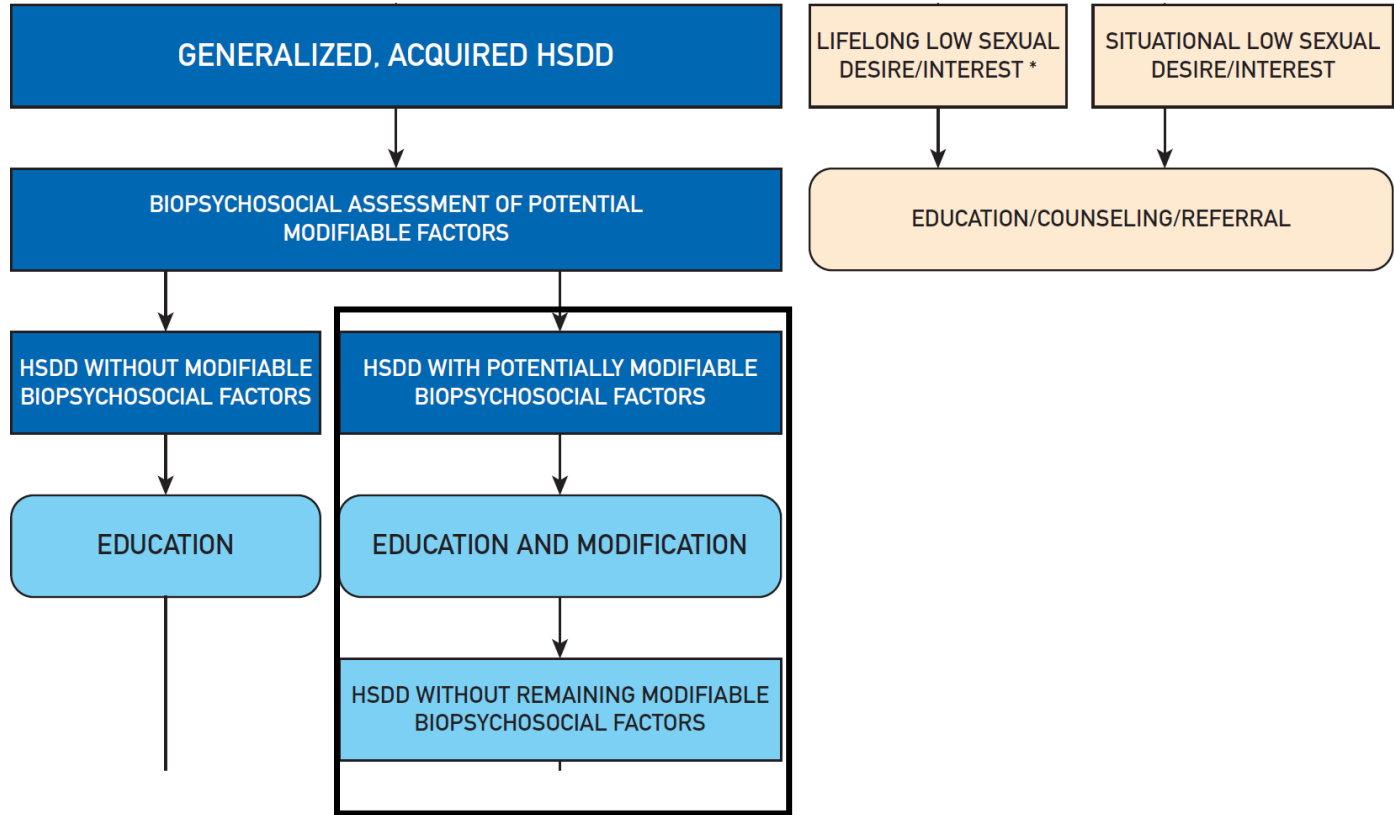 GENERALIZED, ACQUIRED HSDD
LIFELONG LOW SEXUAL
DESIRE/INTEREST *
SITUATIONAL LOW SEXUAL
DESIRE/INTEREST
BIOPSYCHOSOCIAL ASSESSMENT OF POTENTIAL
MODIFIABLE FACTORS
EDUCATION/COUNSELING/REFERRAL
HSDD WITHOUT MODIFIABLE
BIOPSYCHOSOCIAL FACTORS
HSDD WITH POTENTIALLY MODIFIABLE
BIOPSYCHOSOCIAL FACTORS
EDUCATION
EDUCATION AND MODIFICATION
HSDD WITHOUT REMAINING MODIFIABLE
BIOPSYCHOSOCIAL FACTORS